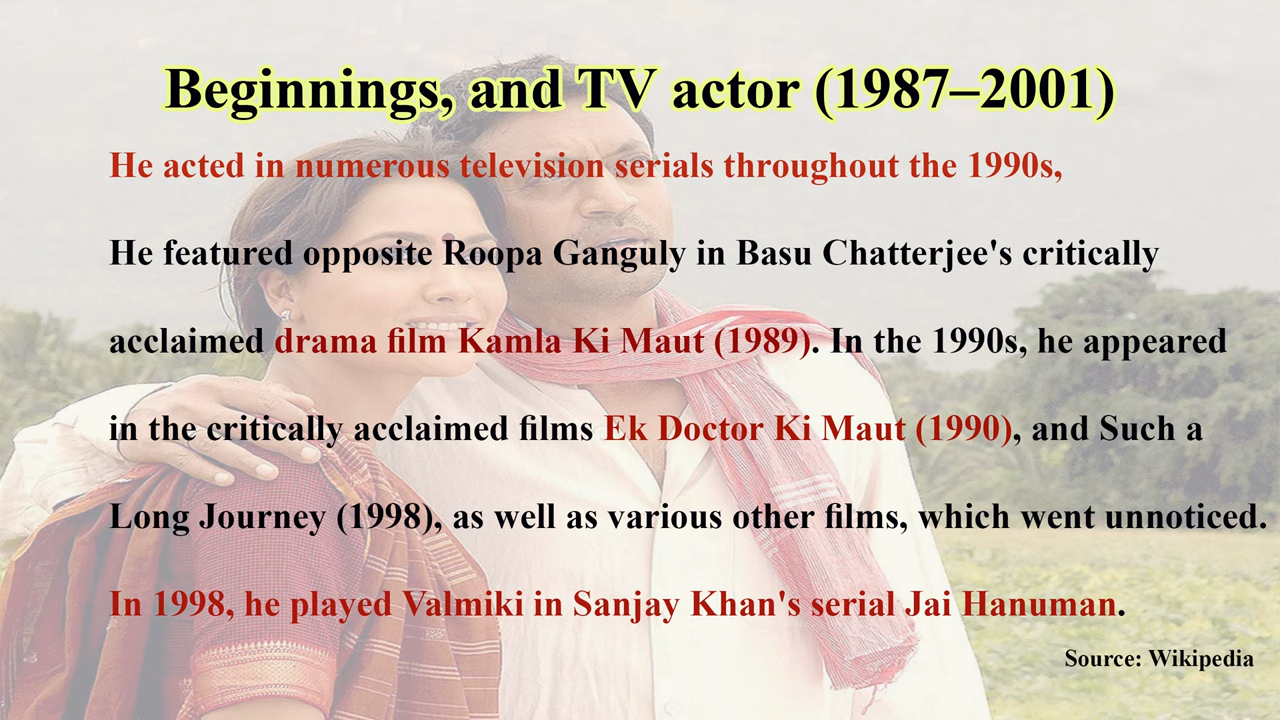 Beginnings, and TV actor (1987–2001)
He acted in numerous television serials throughout the 1990s,
He featured opposite Roopa Ganguly in Basu Chatterjee's critically
acclaimed drama film Kamla Ki Maut (1989). In the 1990s, he appeared
in the critically acclaimed films Ek Doctor Ki Maut (1990), and Such a
Long Journey (1998), as well as various other films, which went unnoticed.
In 1998, he played Valmiki in Sanjay Khan's serial Jai Hanuman.
Source: Wikipedia